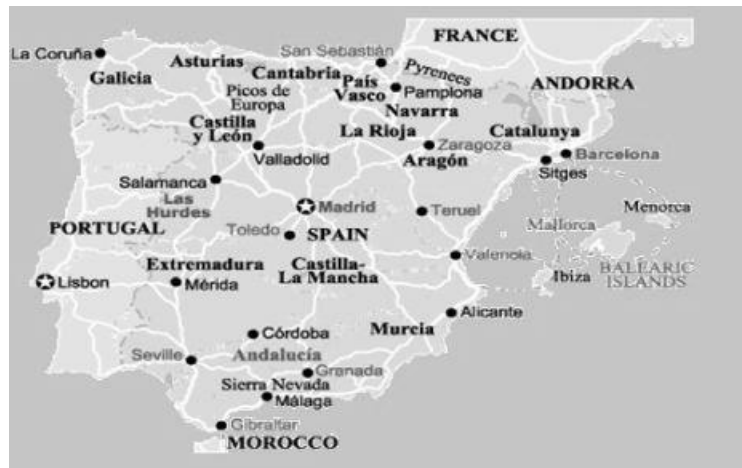 FRANCE
San Sebastián
La Coruña
Asturias
Cantabria
Pyrenees
Galicia
País
Vasco
ANDORRA
Picos de
Europa
Pamplona
Navarra
Castilla
y León
La Rioja
Catalunya
Zaragoza
Valladolid
Aragón
Barcelona
Sitges
Salamanca
Las
Hurdes
Madrid
Teruel
Menorca
PORTUGAL
Toledo
SPAIN
Mallorca
Valencia
Extremadura
Castilla-
La Mancha
Ibiza
BALEARIC
ISLANDS
Lisbon
Mérida
Alicante
Murcia
Córdoba
Seville
Andalucía
Granada
Sierra Nevada
Málaga
Gibraltar
MOROCCO